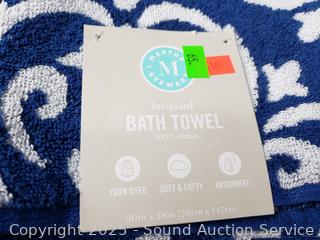 MARTHA
STEWART
M
65.
Jacquard
BATH TOWEL
100% cotton
YARN DYED
SOFT & LOFTY
ABSORBENT
30in x 58in (76cm x 147cm)
Copyright 2025 - Sound Auction Service